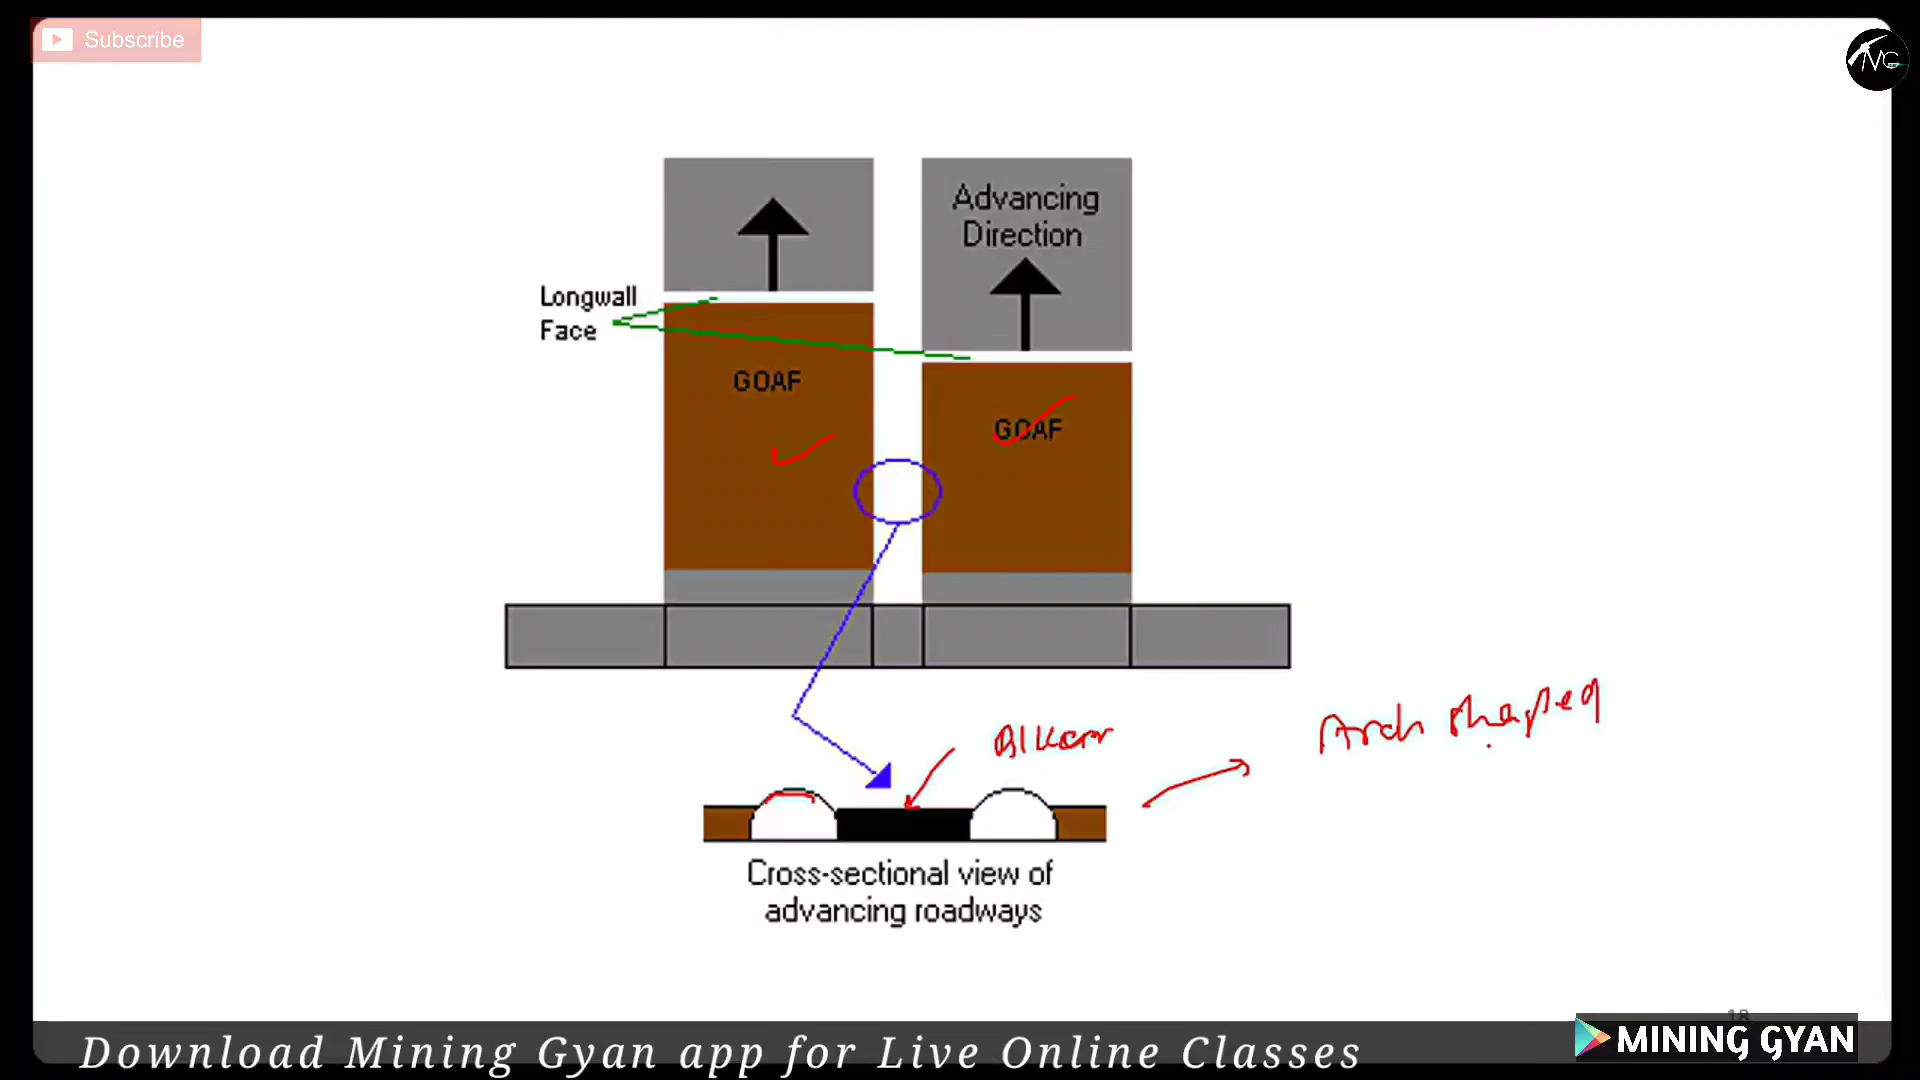 Subscribe
Advancing
Direction
Longwall
Face
GOAF
GOAF
Arch shaped
Cross-sectional view of
advancing roadways
18
Download Mining Gyan app for Live Online Classes
MINING GYAN